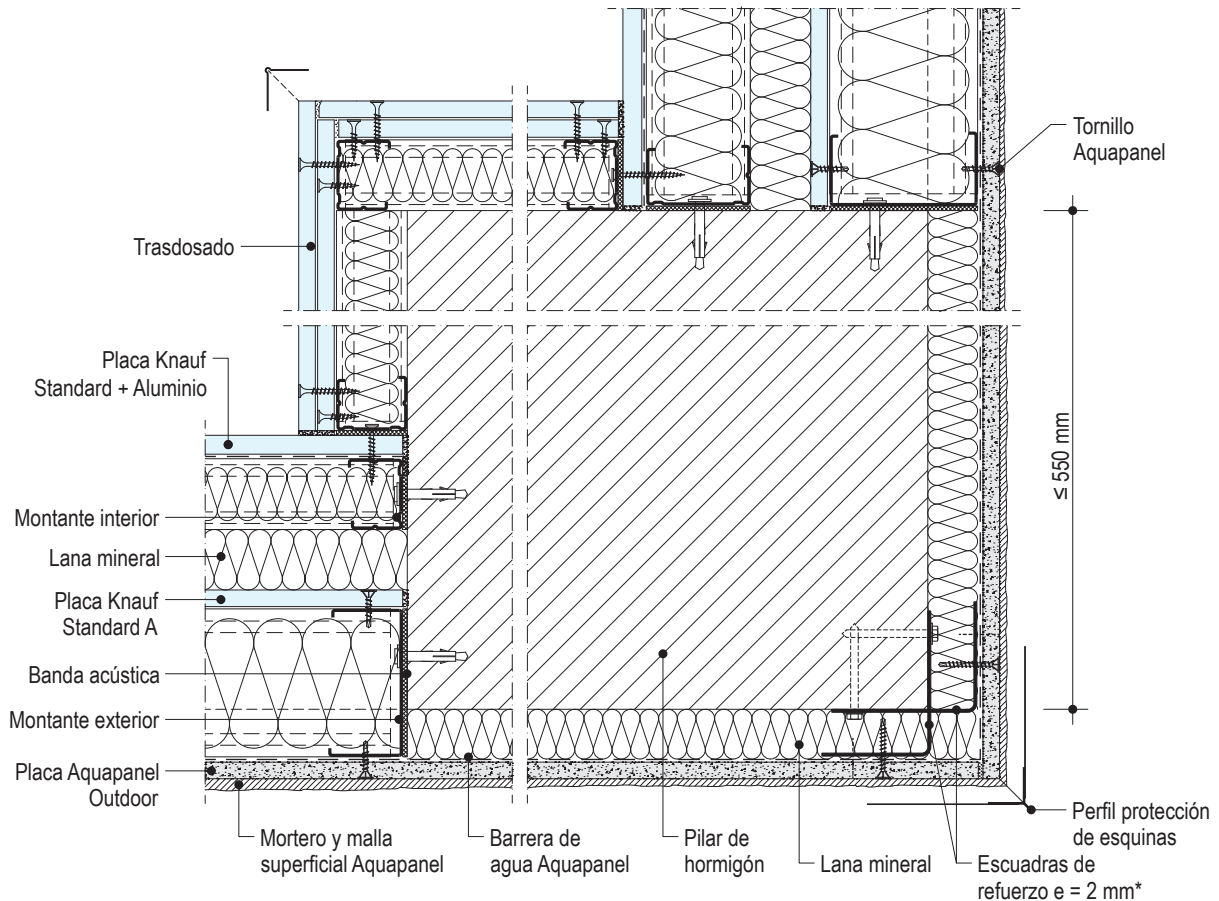 Tornillo
Aquapanel
Trasdosado
Placa Knauf
Standard + Aluminio
≤ 550 mm
Montante interior
Lana mineral
Placa Knauf
Standard A
Banda acústica
Montante exterior
Placa Aquapanel
Outdoor
Mortero y malla
superficial Aquapanel
Barrera de
agua Aquapanel
Pilar de
hormigón
Lana mineral
Escuadras de
refuerzo e = 2 mm*
Perfil protección
de esquinas